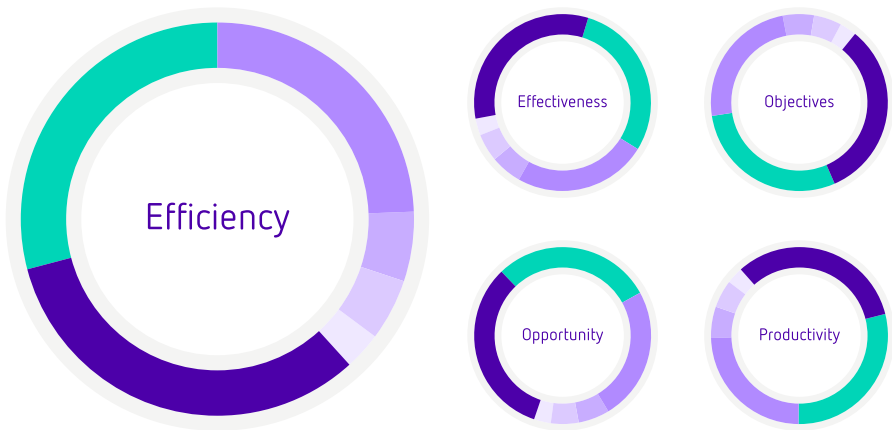 Efficiency
Effectiveness
Objectives
Opportunity
Productivity